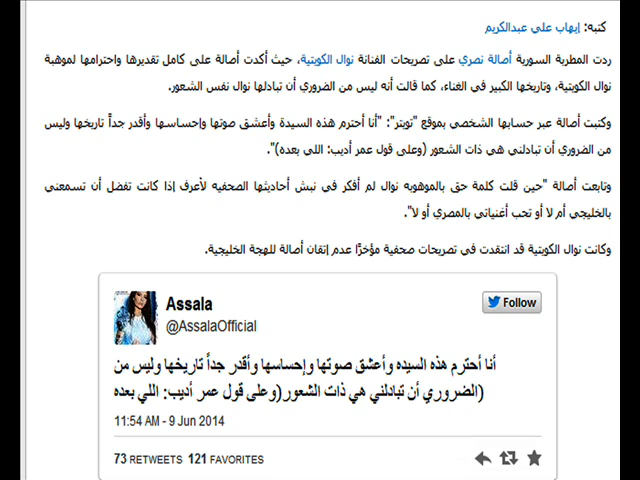 كتبه: إيهاب علي عبدالكريم
ردت المطربة السورية أصالة نصري على تصريحات الفنانة نوال الكويتية، حيث أكدت أصالة على كامل تقديرها واحترامها لموهبة
نوال الكويتية، وتاريخها الكبير في الغناء، كما قالت أنه ليس من الضروري أن تبادلها نوال نفس الشعور.
وكتبت أصالة عبر حسابها الشخصي بموقع "تويتر": "أنا أحترم هذه السيدة وأعشق صوتها وإحساسها وأقدر جداً تاريخها وليس
من الضروري أن تبادلني هي ذات الشعور (وعلى قول عمر أديب: اللي بعده)".
وتابعت أصالة "حين قلت كلمة حق بالموهوبه نوال لم أفكر في نبش أحاديثها الصحفيه لأعرف إذا كانت تفضل أن تسمعني
بالخليجي أم لا أو تحب أغنياتي بالمصري أو لا".
وكانت نوال الكويتية قد انتقدت في تصريحات صحفية مؤخرًا عدم إتقان أصالة للهجة الخليجية.
Assala
@AssalaOfficial
Follow
أنا أحترم هذه السيده وأعشق صوتها وإحساسها وأقدر جداً تاريخها وليس من
الضروري أن تبادلني هي ذات الشعور(وعلى قول عمر أديب: اللي بعده)
11:54 AM - 9 Jun 2014
73 RETWEETS 121 FAVORITES